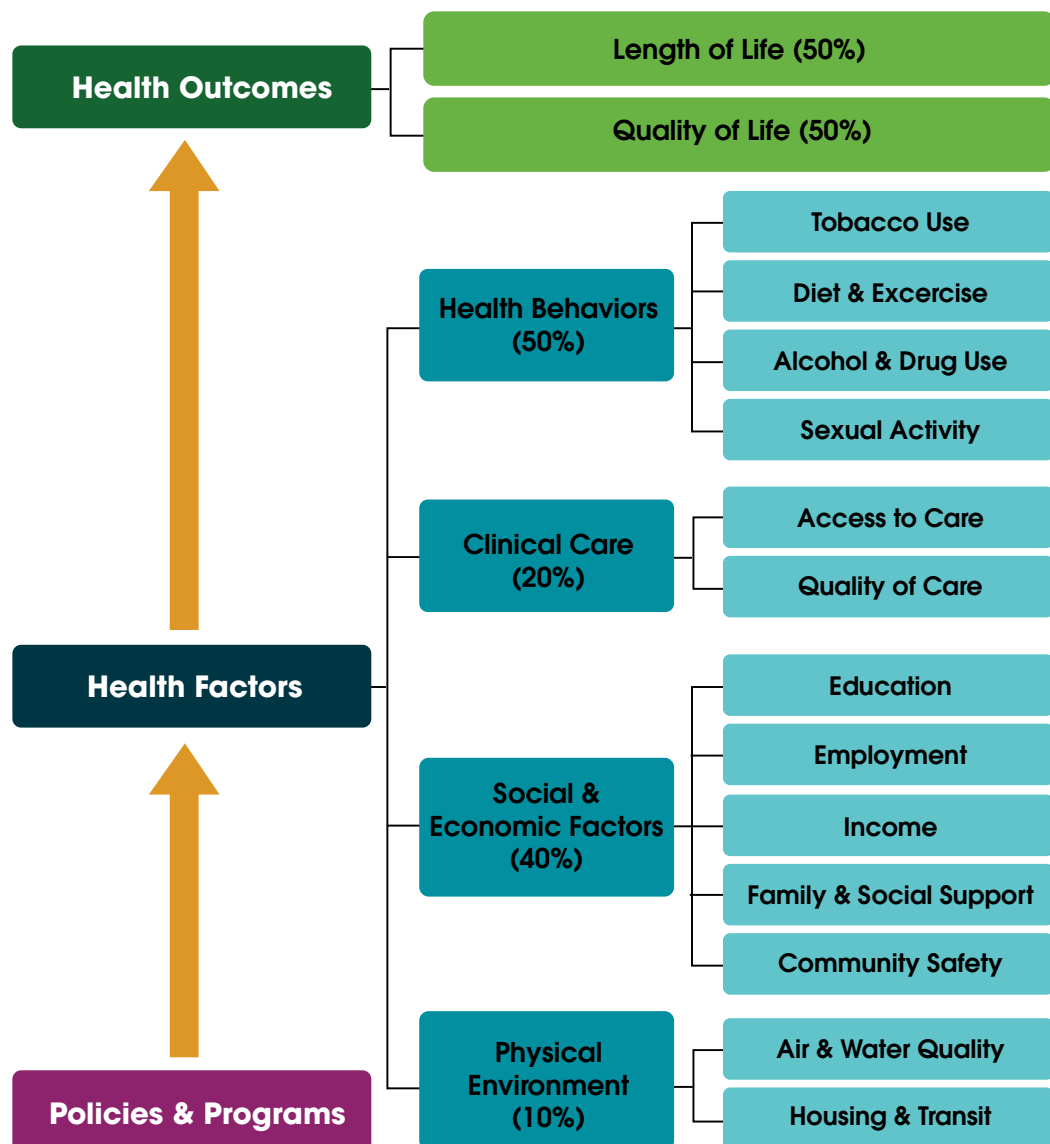 Health Outcomes
Length of Life (50%)
Quality of Life (50%)
Health Factors
Health Behaviors
(50%)
Tobacco Use
Diet & Excercise
Alcohol & Drug Use
Sexual Activity
Clinical Care
(20%)
Access to Care
Quality of Care
Social &
Economic Factors
(40%)
Education
Employment
Income
Family & Social Support
Community Safety
Physical
Environment
(10%)
Air & Water Quality
Housing & Transit
Policies & Programs